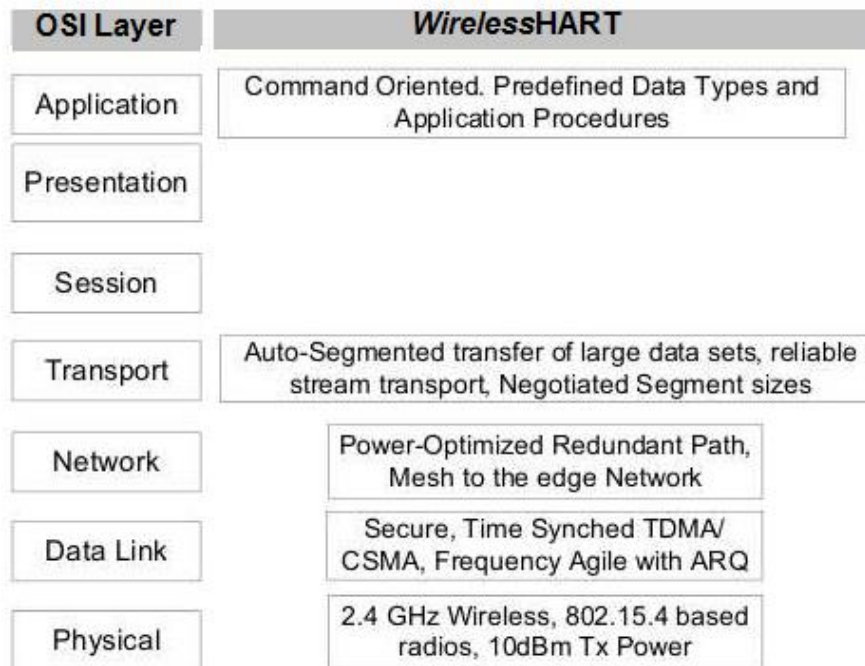 OSI Layer WirelessHART
Application
Command Oriented. Predefined Data Types and
Application Procedures
Presentation
Session
Transport
Auto-Segmented transfer of large data sets, reliable
stream transport, Negotiated Segment sizes
Network
Power-Optimized Redundant Path,
Mesh to the edge Network
Data Link
Secure, Time Synched TDMA/
CSMA, Frequency Agile with ARQ
Physical
2.4 GHz Wireless, 802.15.4 based
radios, 10dBm Tx Power